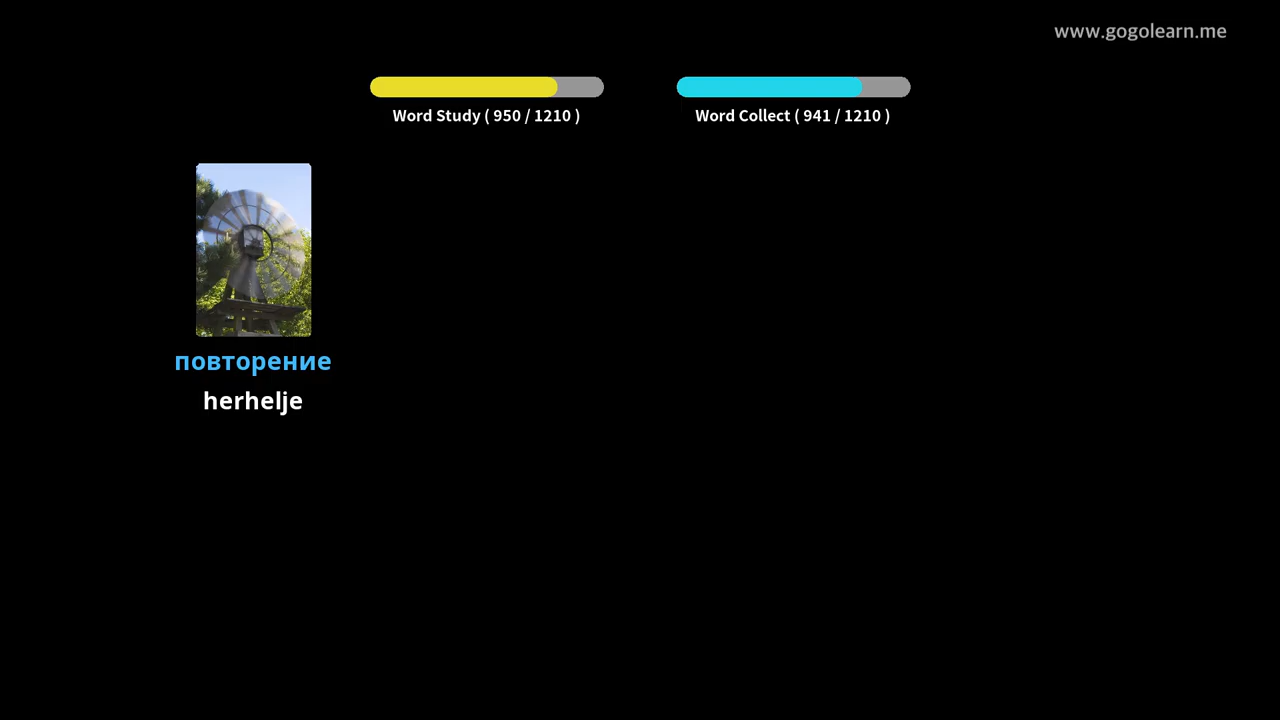 www.gogolearn.me
Word Study ( 950 / 1210 )
Word Collect ( 941 / 1210 )
повторение
herhelje